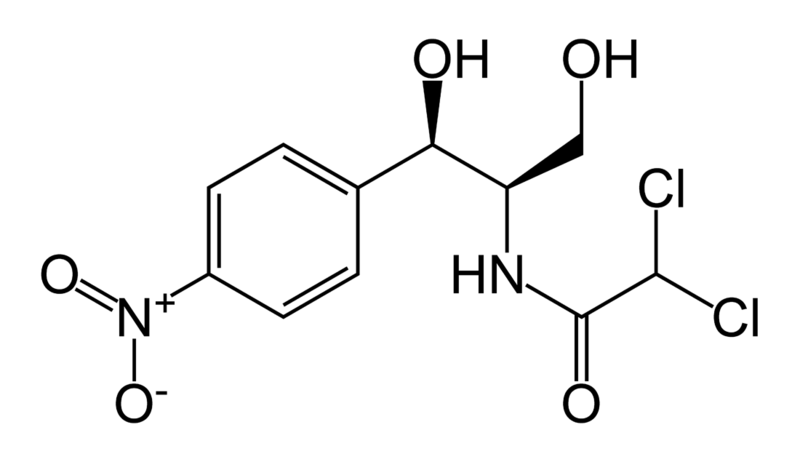 OH OH
Cl
HN
O N+ Cl
O- O